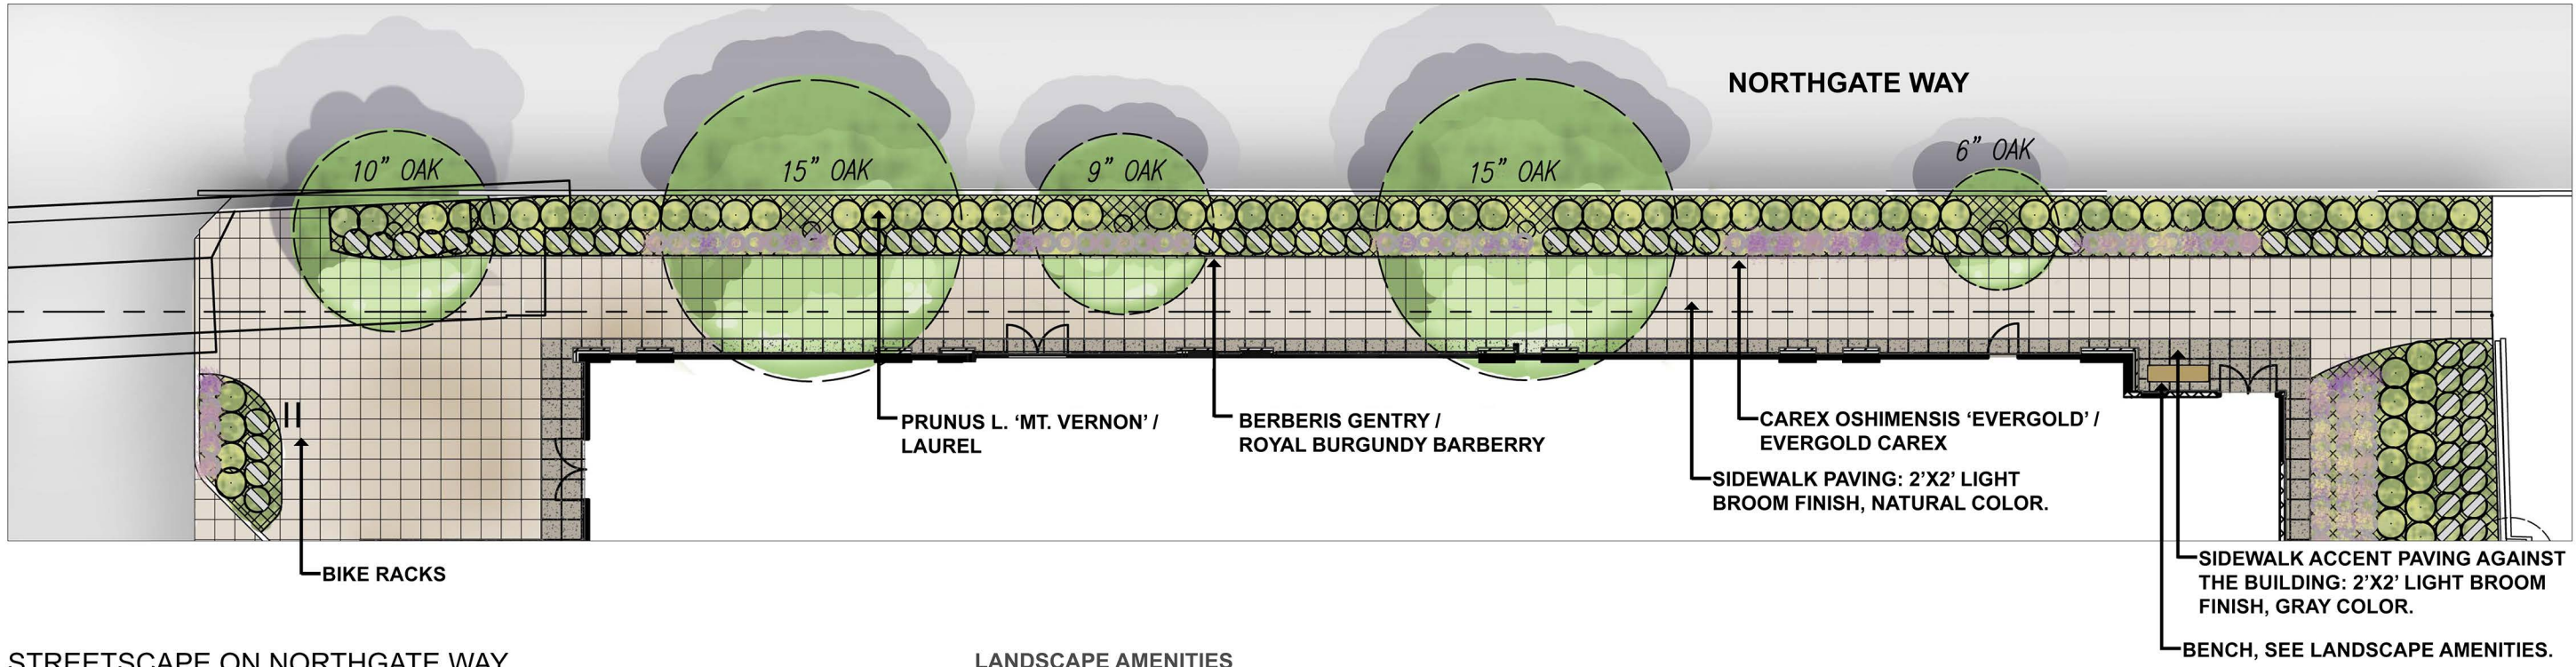 NORTHGATE WAY
10” OAK
15” OAK
9” OAK
15” OAK
6” OAK
PRUNUS L. ‘MT. VERNON’ /
LAUREL
BERBERIS GENTRY /
ROYAL BURGUNDY BARBERRY
CAREX OSHIMENSIS ‘EVERGOLD’ /
EVERGOLD CAREX
SIDEWALK PAVING: 2’X2’ LIGHT
BROOM FINISH, NATURAL COLOR.
BIKE RACKS
SIDEWALK ACCENT PAVING AGAINST
THE BUILDING: 2’X2’ LIGHT BROOM
FINISH, GRAY COLOR.
BENCH, SEE LANDSCAPE AMENITIES.
STREETSCAPE ON NORTHGATE WAY
LANDSCAPE AMENITIES